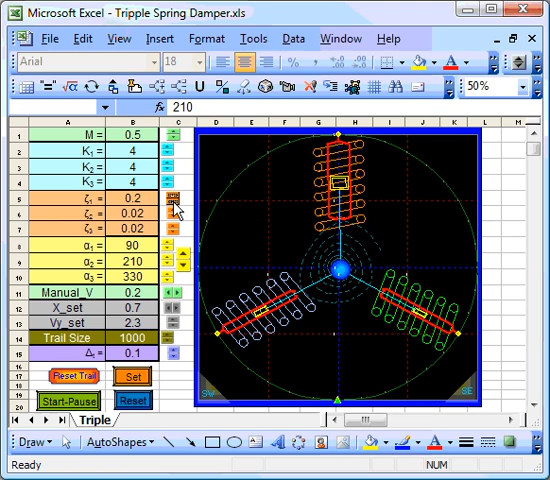 Microsoft Excel - Tripple Spring Damper.xls
File Edit View Insert Format Tools Data Window Help
Arial 18 B
50%
fx 210
A B C D E F G H I J K L M
1 M = 0.5
2 K₁ = 4
3 K₂ = 4
4 K₃ = 4
5 ζ₁ = 0.2
6 ζ₂ = 0.02
7 ζ₃ = 0.02
8 α₁ = 90
9 α₂ = 210
10 α₃ = 330
11 Manual_V 0.2
12 X_set 0.7
13 Vy_set 2.3
14 Trail Size 1000
15 Δt = 0.1
16
17 Reset Trail Set
18
19 Start-Pause Reset
20
SW SE
Triple
Draw AutoShapes
Ready NUM